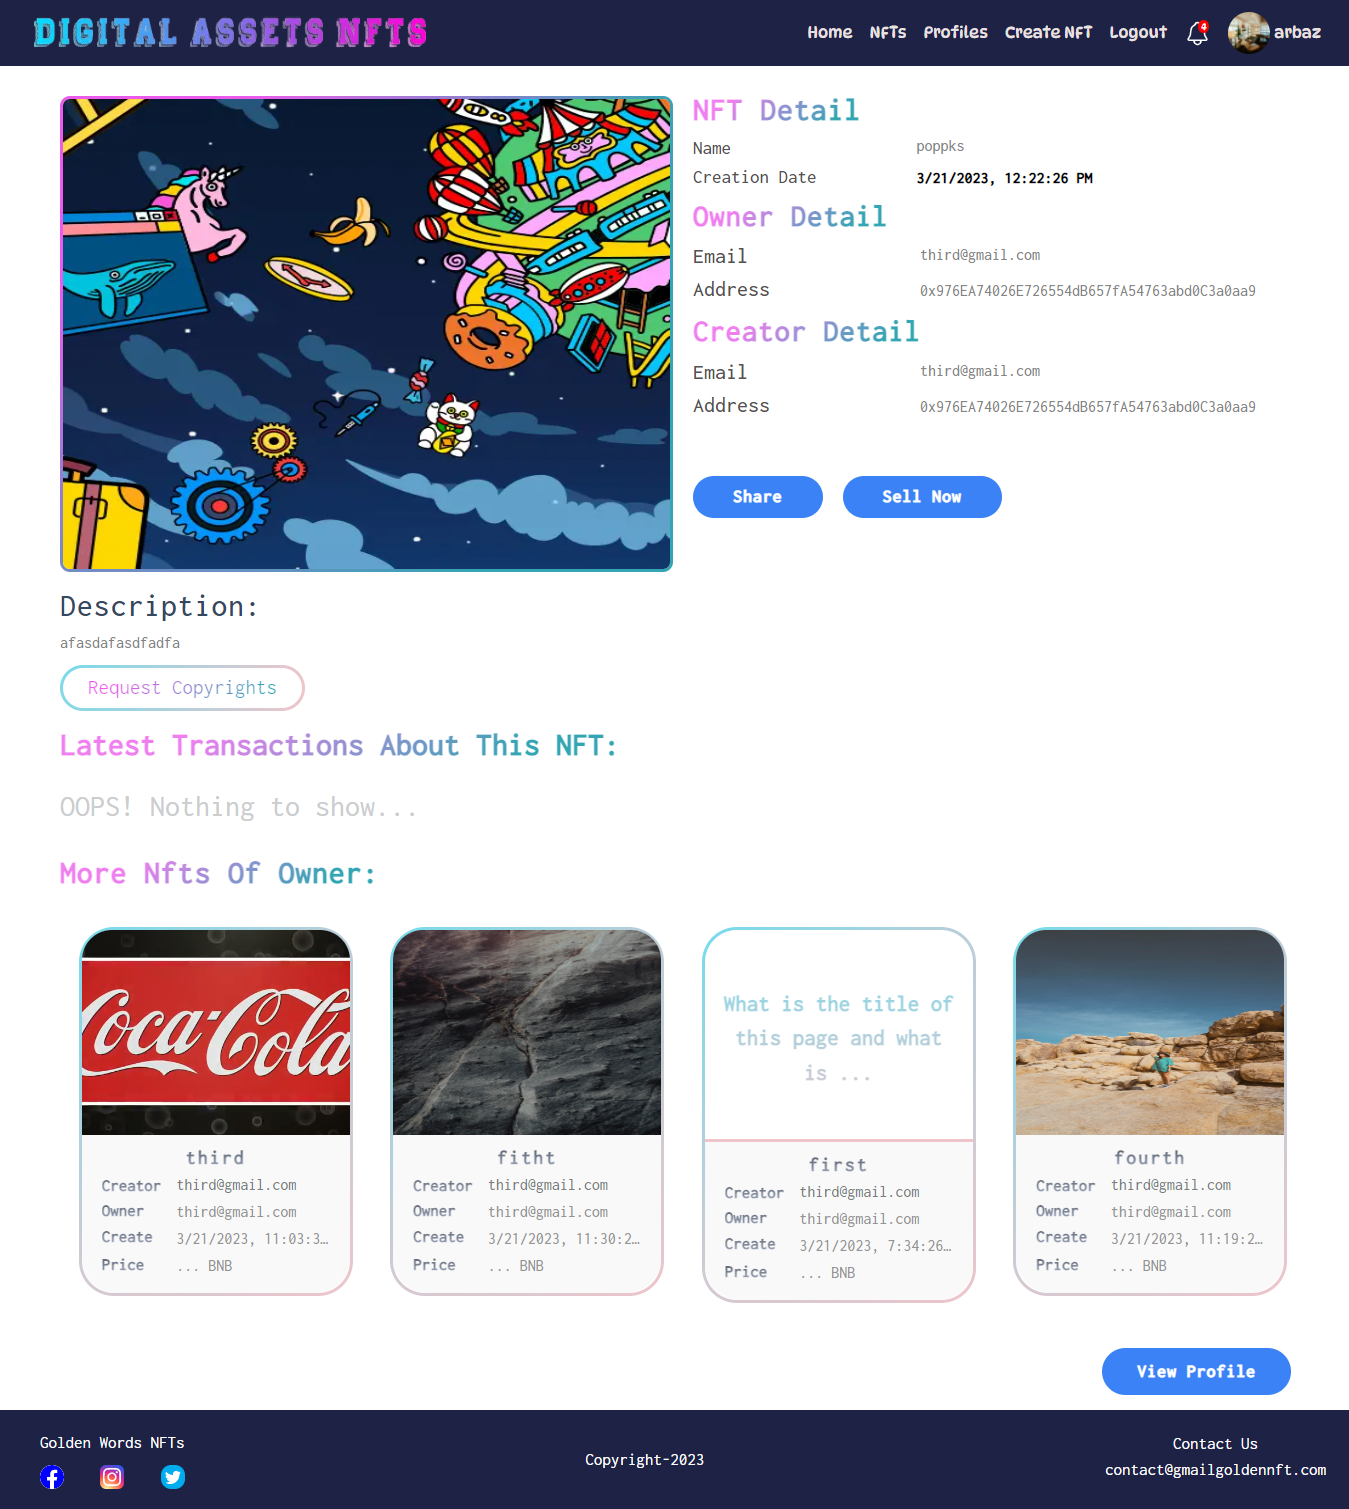 DIGITAL ASSETS NFTS
Home NFTs Profiles Create NFT Logout 4 arbaz
NFT Detail
Name poppks
Creation Date 3/21/2023, 12:22:26 PM
Owner Detail
Email third@gmail.com
Address 0x976EA74026E726554dB657fA54763abd0C3a0aa9
Creator Detail
Email third@gmail.com
Address 0x976EA74026E726554dB657fA54763abd0C3a0aa9
Share Sell Now
Description:
afasdafasdfadfa
Request Copyrights
Latest Transactions About This NFT:
OOPS! Nothing to show...
More Nfts Of Owner:
Coca-Cola
third
Creator third@gmail.com
Owner third@gmail.com
Create 3/21/2023, 11:03:3…
Price ... BNB
fitht
Creator third@gmail.com
Owner third@gmail.com
Create 3/21/2023, 11:30:2…
Price ... BNB
What is the title of
this page and what
is ...
first
Creator third@gmail.com
Owner third@gmail.com
Create 3/21/2023, 7:34:26…
Price ... BNB
fourth
Creator third@gmail.com
Owner third@gmail.com
Create 3/21/2023, 11:19:2…
Price ... BNB
View Profile
Golden Words NFTs
Copyright-2023
Contact Us
contact@gmailgoldennft.com